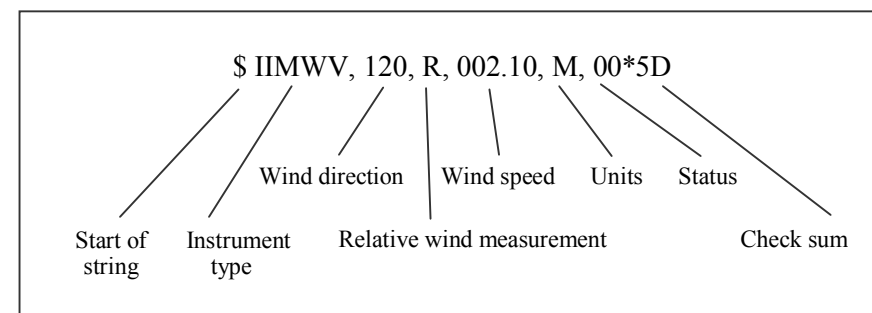 $ IIMWV, 120, R, 002.10, M, 00*5D
Wind direction
Wind speed
Units
Status
Start of
string
Instrument
type
Relative wind measurement
Check sum